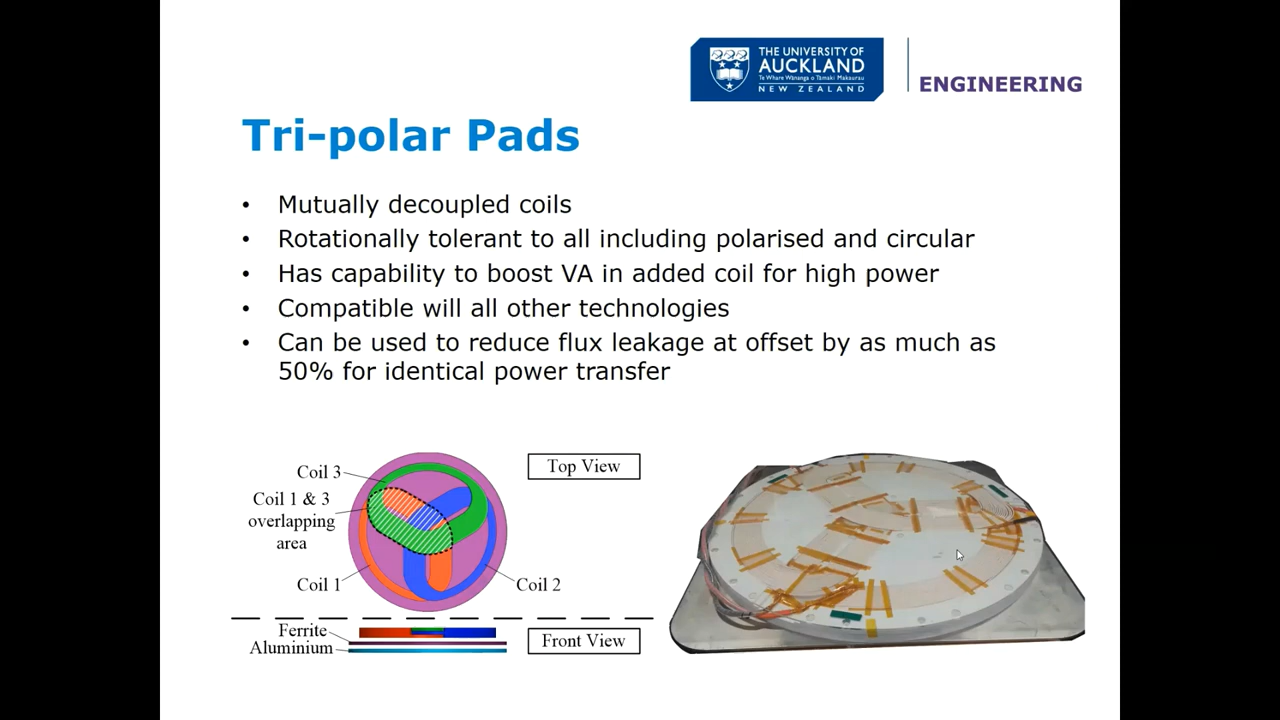 THE UNIVERSITY OF
AUCKLAND
Te Whare Wānanga o Tāmaki Makaurau
NEW ZEALAND
ENGINEERING
Tri-polar Pads
• Mutually decoupled coils
• Rotationally tolerant to all including polarised and circular
• Has capability to boost VA in added coil for high power
• Compatible will all other technologies
• Can be used to reduce flux leakage at offset by as much as
50% for identical power transfer
Coil 3
Coil 1 & 3
overlapping
area
Coil 1
Coil 2
Top View
Ferrite
Aluminium
Front View